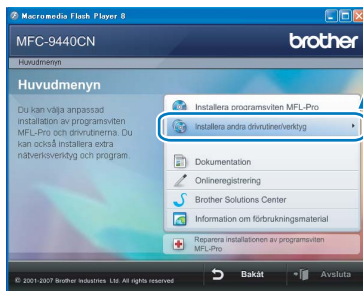 Macromedia Flash Player 8
MFC-9440CN
brother
Huvudmenyn
Huvudmenyn
Du kan välja anpassad
installation av programsviten
MFL-Pro och drivrutinerna. Du
kan också installera extra
nätverksverktyg och program.
Installera programsviten MFL-Pro
Installera andra drivrutiner/verktyg
Dokumentation
Onlineregistrering
Brother Solutions Center
Information om förbrukningsmaterial
Reparera installationen av programsviten
MFL-Pro
© 2001-2007 Brother Industries Ltd. All rights reserved
Bakåt
Avsluta